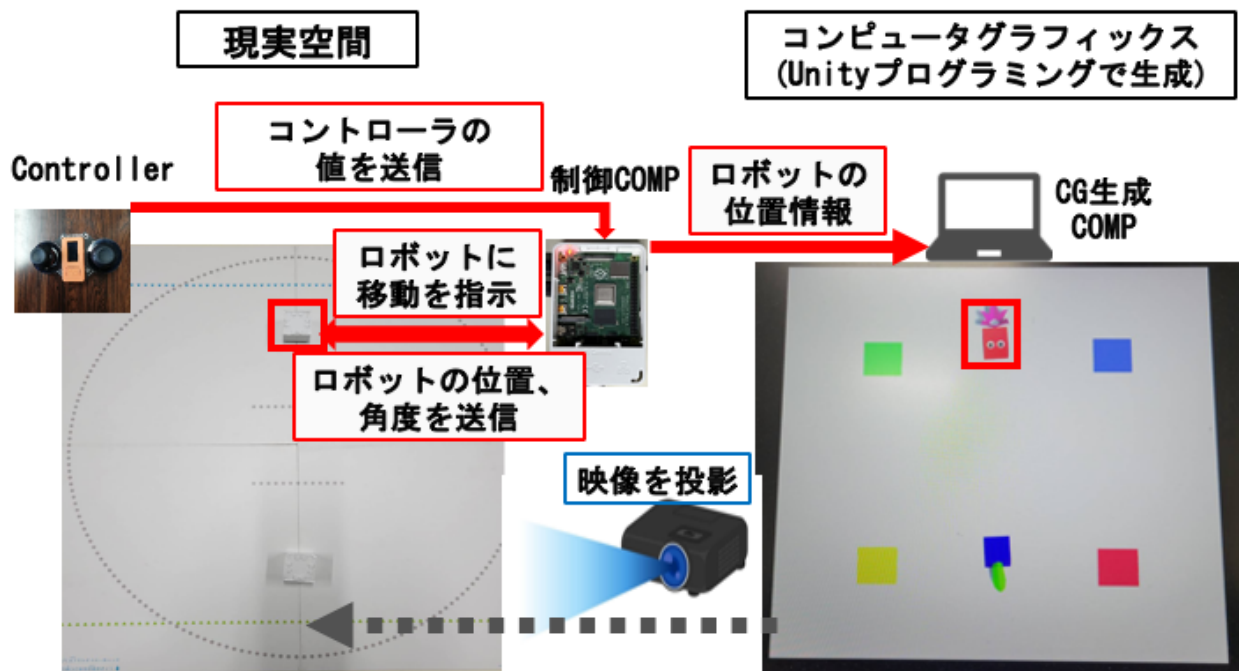 現実空間
コンピュータグラフィックス
(Unityプログラミングで生成)
コントローラの
値を送信
Controller
制御COMP
ロボットの
位置情報
CG生成
COMP
ロボットに
移動を指示
ロボットの位置、
角度を送信
映像を投影